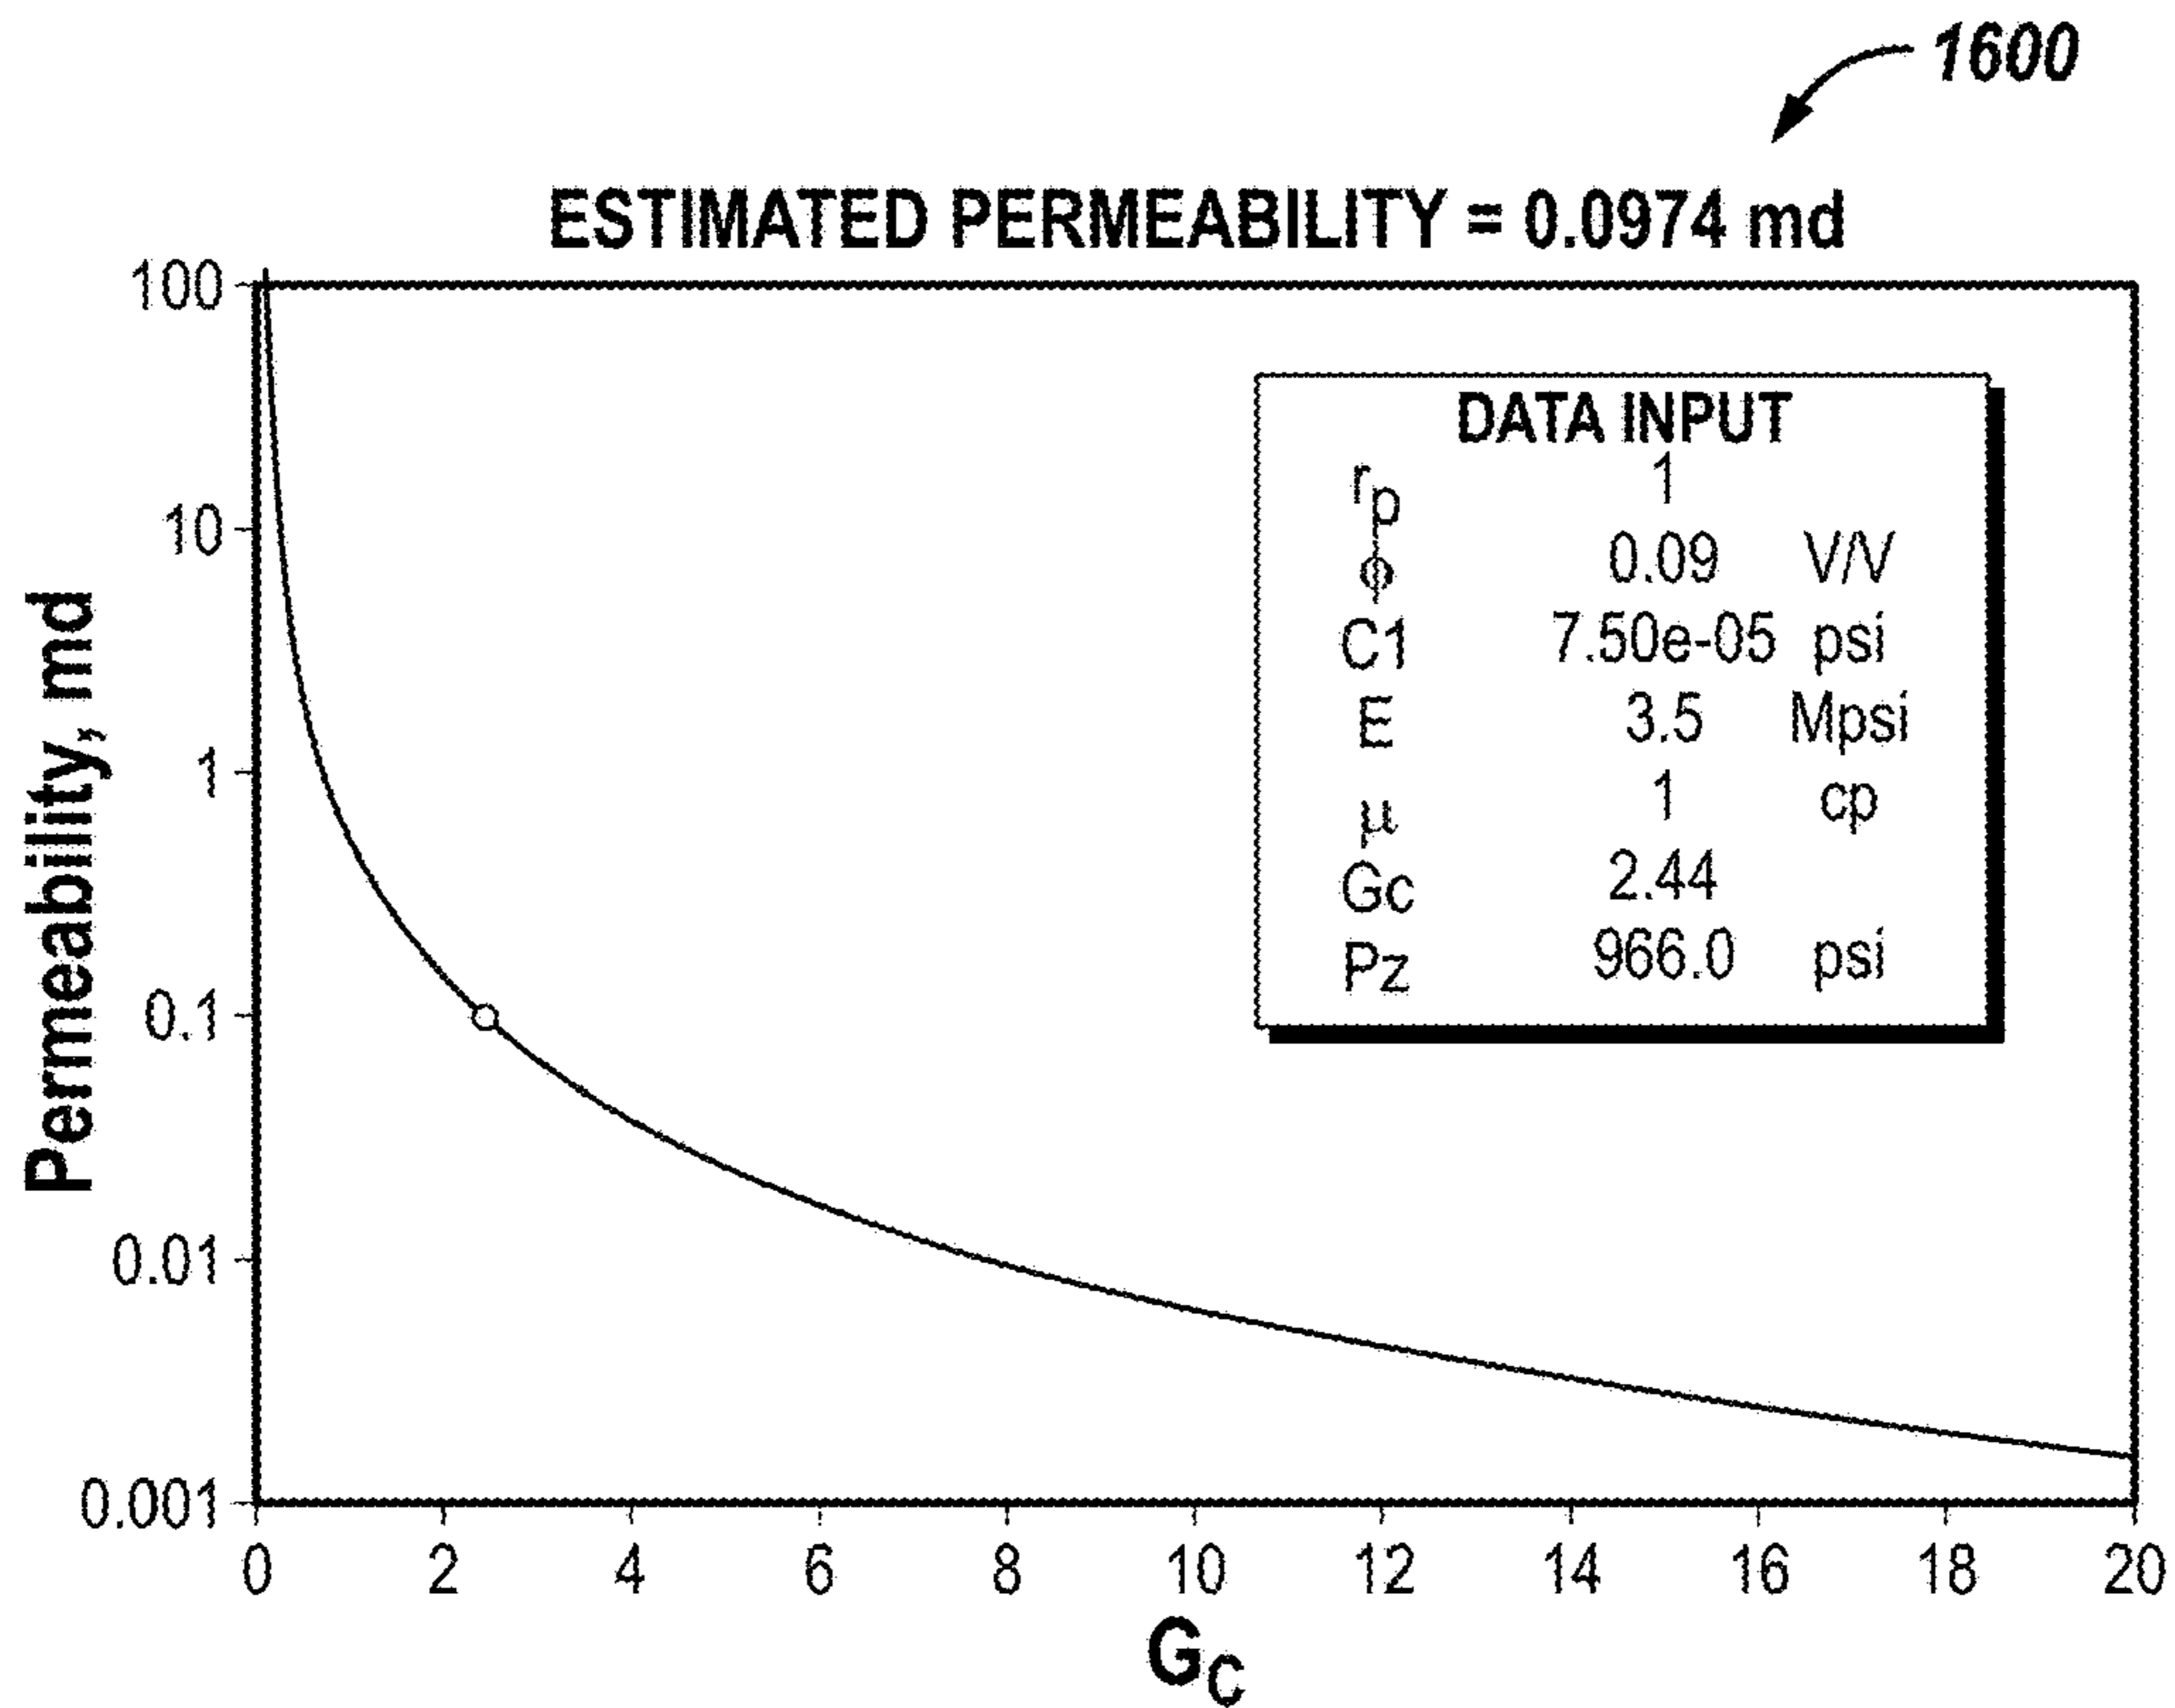 1600
ESTIMATED PERMEABILITY = 0.0974 md
Permeability, md
100
10
1
0.1
0.01
0.001
DATA INPUT
rp 1
ϕ 0.09 V/V
C1 7.50e-05 psi
E 3.5 Mpsi
μ 1 cp
Gc 2.44
Pz 966.0 psi
0 2 4 6 8 10 12 14 16 18 20
GC